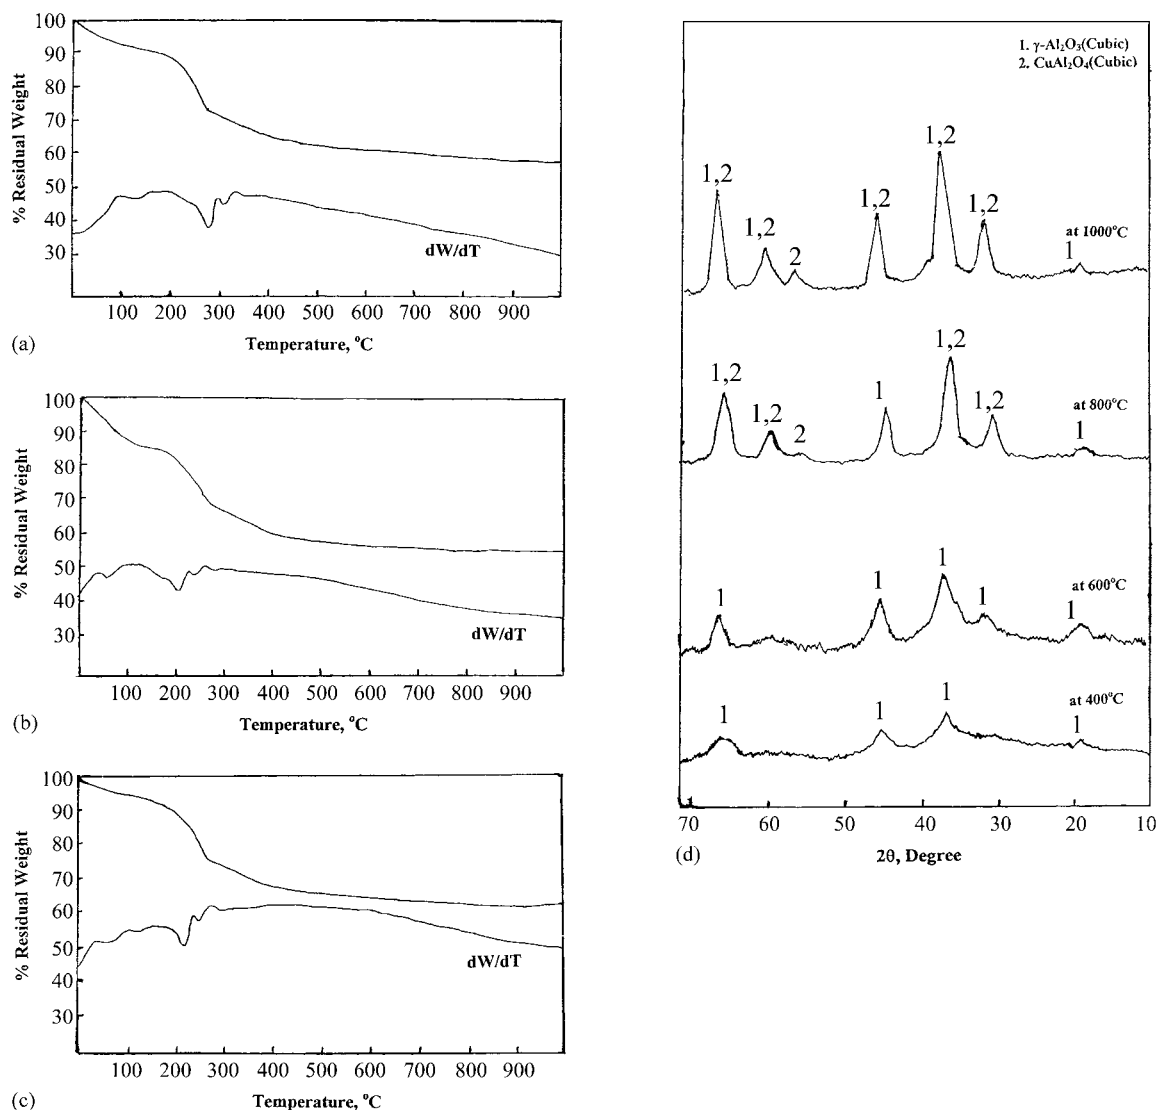 100
90
80
70
60
50
40
30
% Residual Weight
dW/dT
100 200 300 400 500 600 700 800 900
Temperature, °C
(a)
100
90
80
70
60
50
40
30
% Residual Weight
dW/dT
100 200 300 400 500 600 700 800 900
Temperature, °C
(b)
100
90
80
70
60
50
40
30
% Residual Weight
dW/dT
100 200 300 400 500 600 700 800 900
Temperature, °C
(c)
1. γ-Al₂O₃(Cubic)
2. CuAl₂O₄(Cubic)
1,2 1,2 2 1,2 1,2 1,2 1
at 1000°C
1,2 1,2 2 1 1,2 1,2 1
at 800°C
1 1 1 1 1
at 600°C
1 1 1 1
at 400°C
70 60 50 40 30 20 10
2θ, Degree
(d)